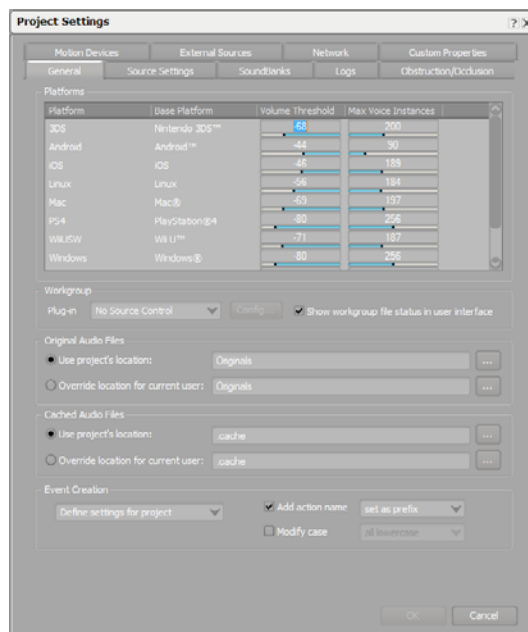 Project Settings
Motion Devices External Sources Network Custom Properties
General Source Settings SoundBanks Logs Obstruction/Occlusion
Platforms
Platform Base Platform Volume Threshold Max Voice Instances
3DS Nintendo 3DS™ -68 200
Android Android™ -44 90
iOS iOS -46 189
Linux Linux -56 184
Mac Mac® -69 197
PS4 PlayStation®4 -80 256
WiiUSW Wii U™ -71 187
Windows Windows® -80 256
Workgroup
Plug-in No Source Control Config... Show workgroup file status in user interface
Original Audio Files
Use project's location: Originals ...
Override location for current user: Originals ...
Cached Audio Files
Use project's location: .cache ...
Override location for current user: .cache ...
Event Creation
Define settings for project Add action name set as prefix
Modify case all lowercase
OK Cancel